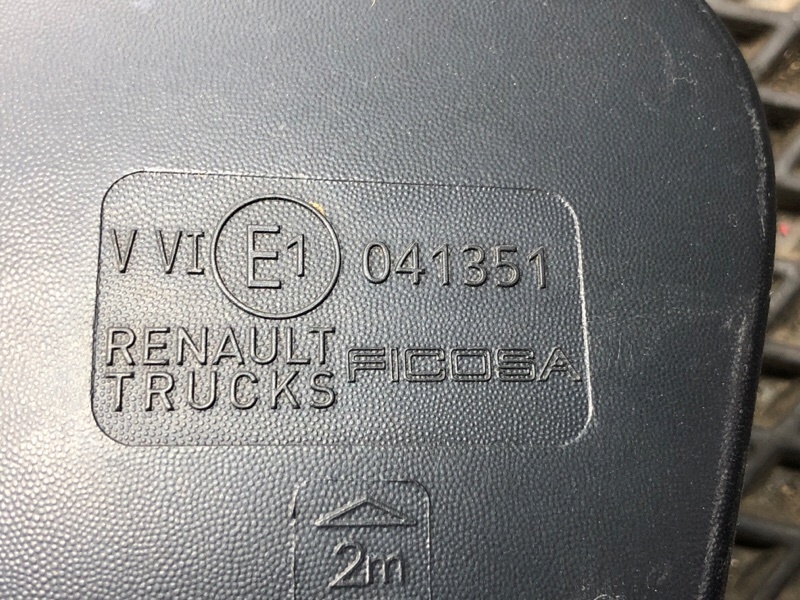 V VI E1 041351
RENAULT
TRUCKS FICOSA
2m